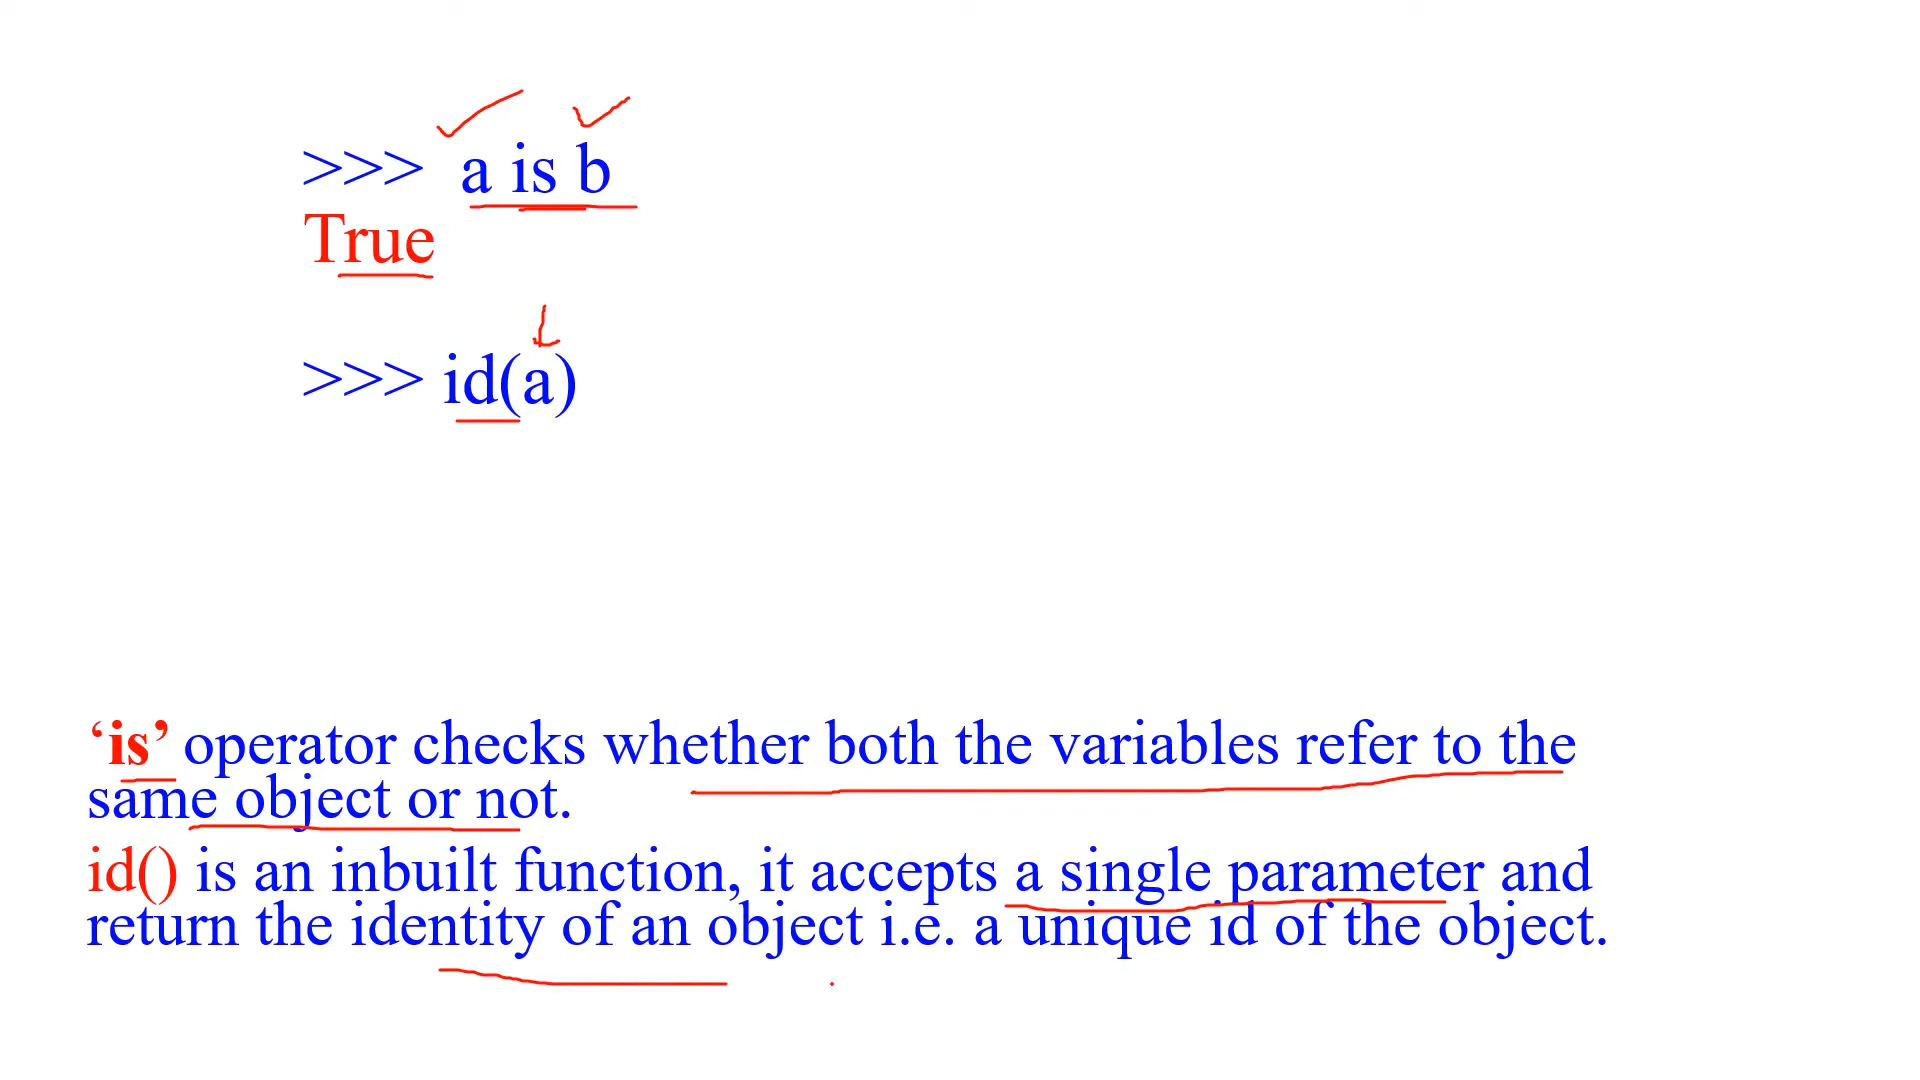 >>> a is b
True
>>> id(a)
‘is’ operator checks whether both the variables refer to the
same object or not.
id() is an inbuilt function, it accepts a single parameter and
return the identity of an object i.e. a unique id of the object.